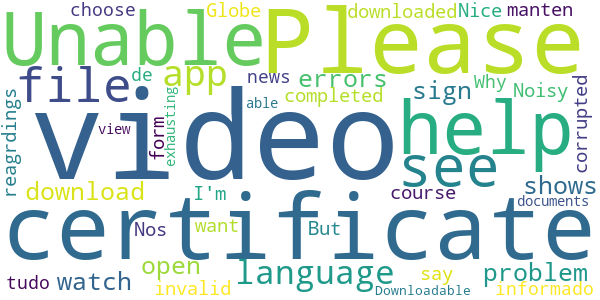 choose Globe downloaded Nice manten
Unable Please
file app news errors sign Why Noisy
de completed able
reagrdings exhausting form view video help see corrupted
download I'm want course shows
certificate
Nos But documents
tudo watch open language say problem
invalid Downloadable informado